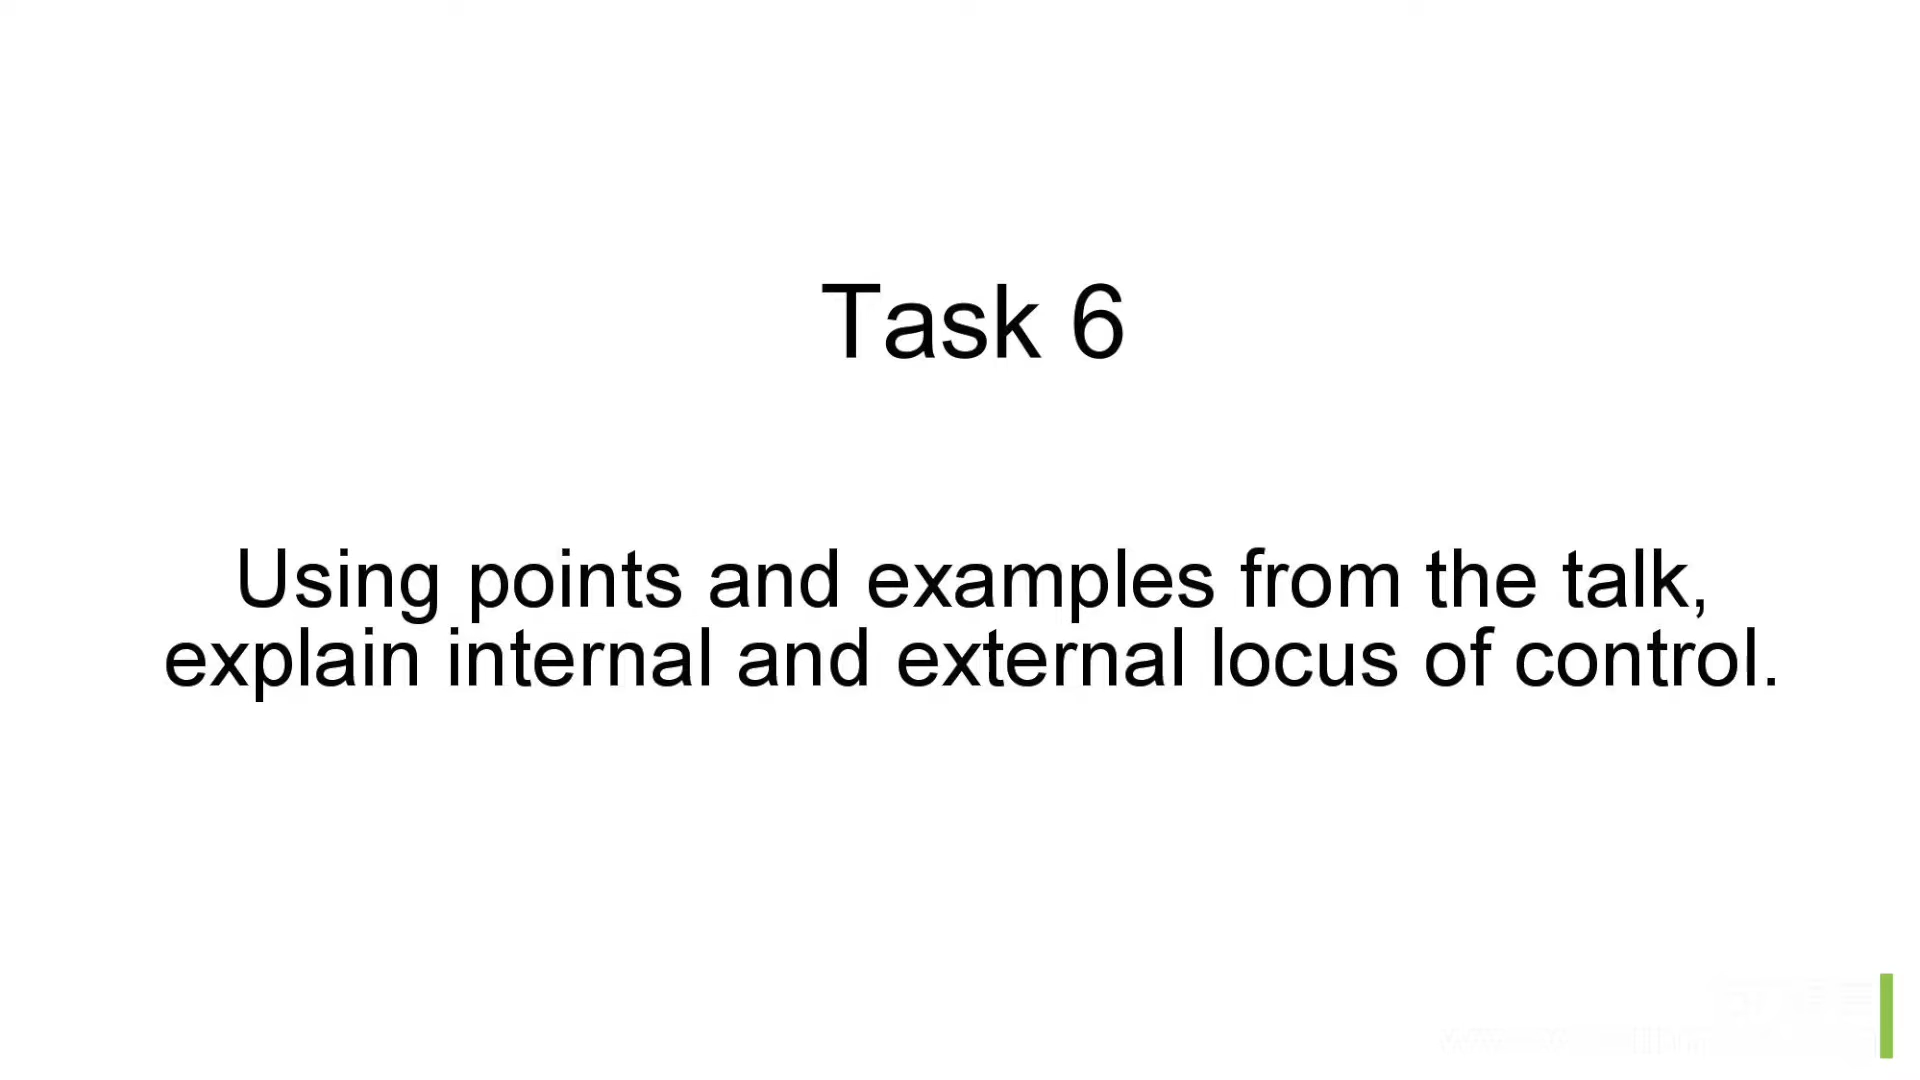 Task 6
Using points and examples from the talk,
explain internal and external locus of control.